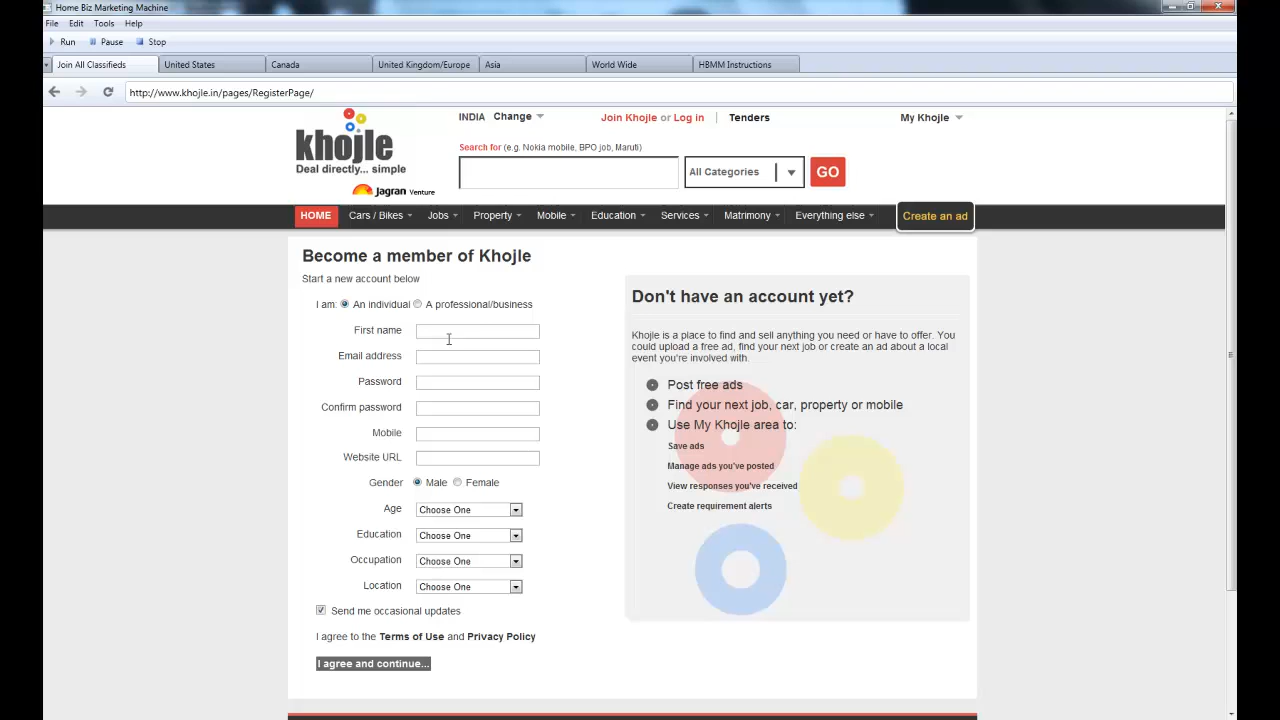 Home Biz Marketing Machine
File Edit Tools Help
Run Pause Stop
Join All Classifieds United States Canada United Kingdom/Europe Asia World Wide HBMM Instructions
http://www.khojle.in/pages/RegisterPage/
INDIA Change Join Khojle or Log in | Tenders My Khojle
khojle
Deal directly... simple
Jagran Venture
Search for (e.g. Nokia mobile, BPO job, Maruti)
All Categories GO
HOME Cars / Bikes Jobs Property Mobile Education Services Matrimony Everything else Create an ad
Become a member of Khojle
Start a new account below
I am: An individual A professional/business
First name
Email address
Password
Confirm password
Mobile
Website URL
Gender Male Female
Age Choose One
Education Choose One
Occupation Choose One
Location Choose One
Send me occasional updates
I agree to the Terms of Use and Privacy Policy
I agree and continue...
Don't have an account yet?
Khojle is a place to find and sell anything you need or have to offer. You
could upload a free ad, find your next job or create an ad about a local
event you're involved with.
Post free ads
Find your next job, car, property or mobile
Use My Khojle area to:
Save ads
Manage ads you've posted
View responses you've received
Create requirement alerts